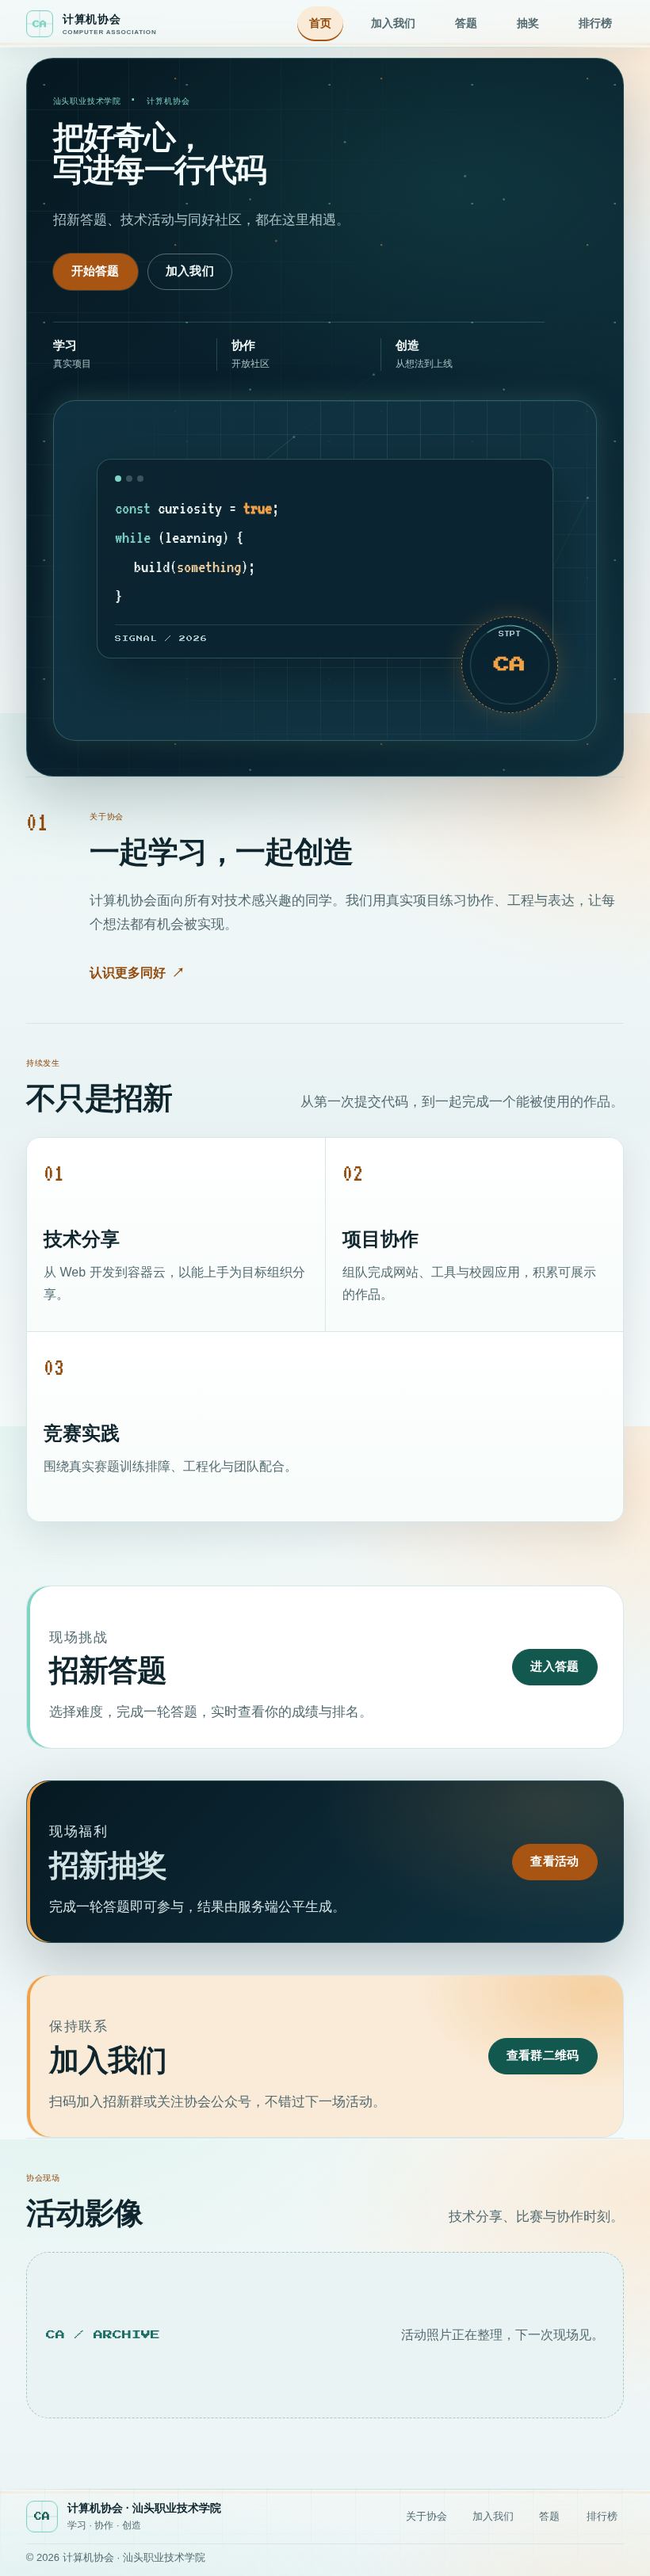 CA
计算机协会
COMPUTER ASSOCIATION
首页
加入我们
答题
抽奖
排行榜
汕头职业技术学院 • 计算机协会
把好奇心，
写进每一行代码
招新答题、技术活动与同好社区，都在这里相遇。
开始答题
加入我们
学习
真实项目
协作
开放社区
创造
从想法到上线
const curiosity = true;
while (learning) {
build(something);
}
SIGNAL / 2026
STPT
CA
01
关于协会
一起学习，一起创造
计算机协会面向所有对技术感兴趣的同学。我们用真实项目练习协作、工程与表达，让每
个想法都有机会被实现。
认识更多同好 ↗
持续发生
不只是招新
从第一次提交代码，到一起完成一个能被使用的作品。
01
技术分享
从 Web 开发到容器云，以能上手为目标组织分
享。
02
项目协作
组队完成网站、工具与校园应用，积累可展示
的作品。
03
竞赛实践
围绕真实赛题训练排障、工程化与团队配合。
现场挑战
招新答题
选择难度，完成一轮答题，实时查看你的成绩与排名。
进入答题
现场福利
招新抽奖
完成一轮答题即可参与，结果由服务端公平生成。
查看活动
保持联系
加入我们
扫码加入招新群或关注协会公众号，不错过下一场活动。
查看群二维码
协会现场
活动影像
技术分享、比赛与协作时刻。
CA / ARCHIVE
活动照片正在整理，下一次现场见。
CA
计算机协会 · 汕头职业技术学院
学习 · 协作 · 创造
关于协会
加入我们
答题
排行榜
© 2026 计算机协会 · 汕头职业技术学院